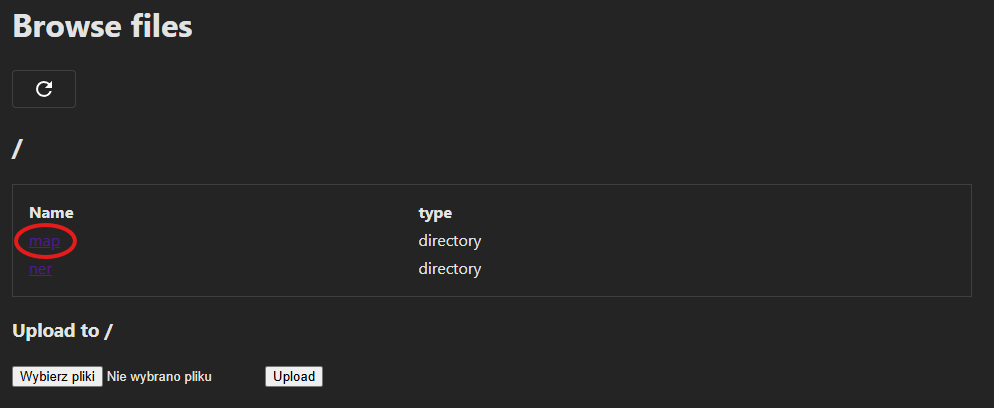 Browse files
/
Name type
map directory
ner directory
Upload to /
Wybierz pliki Nie wybrano pliku Upload